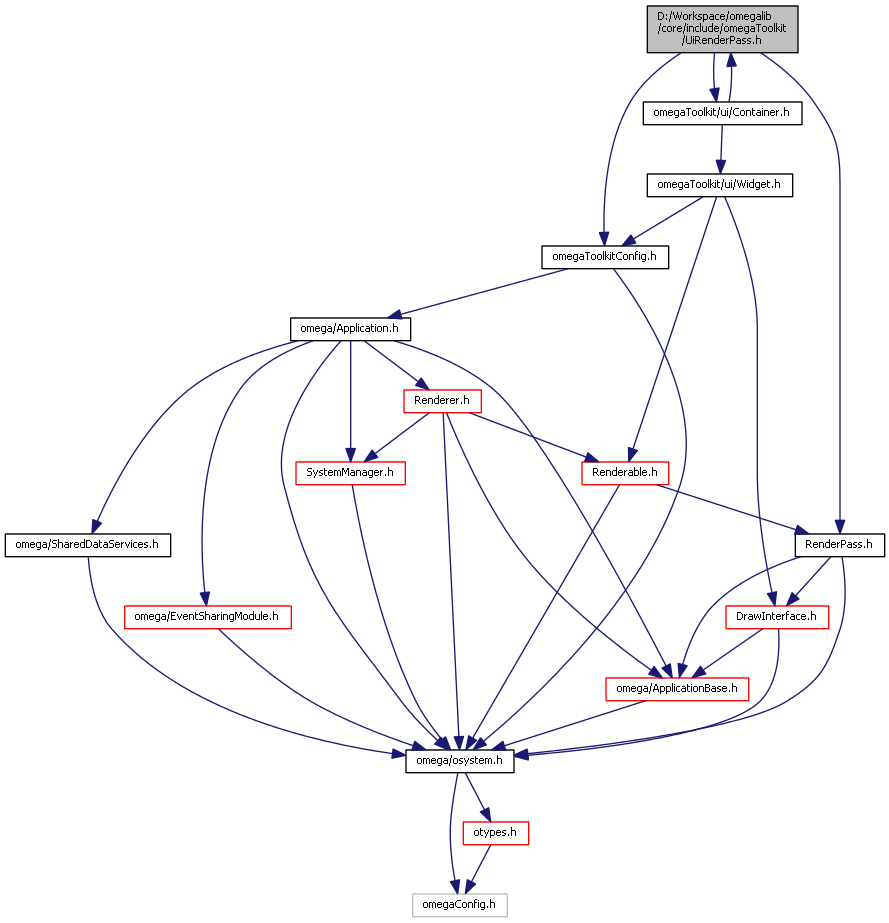 D:/Workspace/omegalib
/core/include/omegaToolkit
/UiRenderPass.h
omegaToolkit/ui/Container.h
omegaToolkit/ui/Widget.h
omegaToolkitConfig.h
omega/Application.h
Renderer.h
SystemManager.h
Renderable.h
omega/SharedDataServices.h
RenderPass.h
omega/EventSharingModule.h
DrawInterface.h
omega/ApplicationBase.h
omega/osystem.h
otypes.h
omegaConfig.h